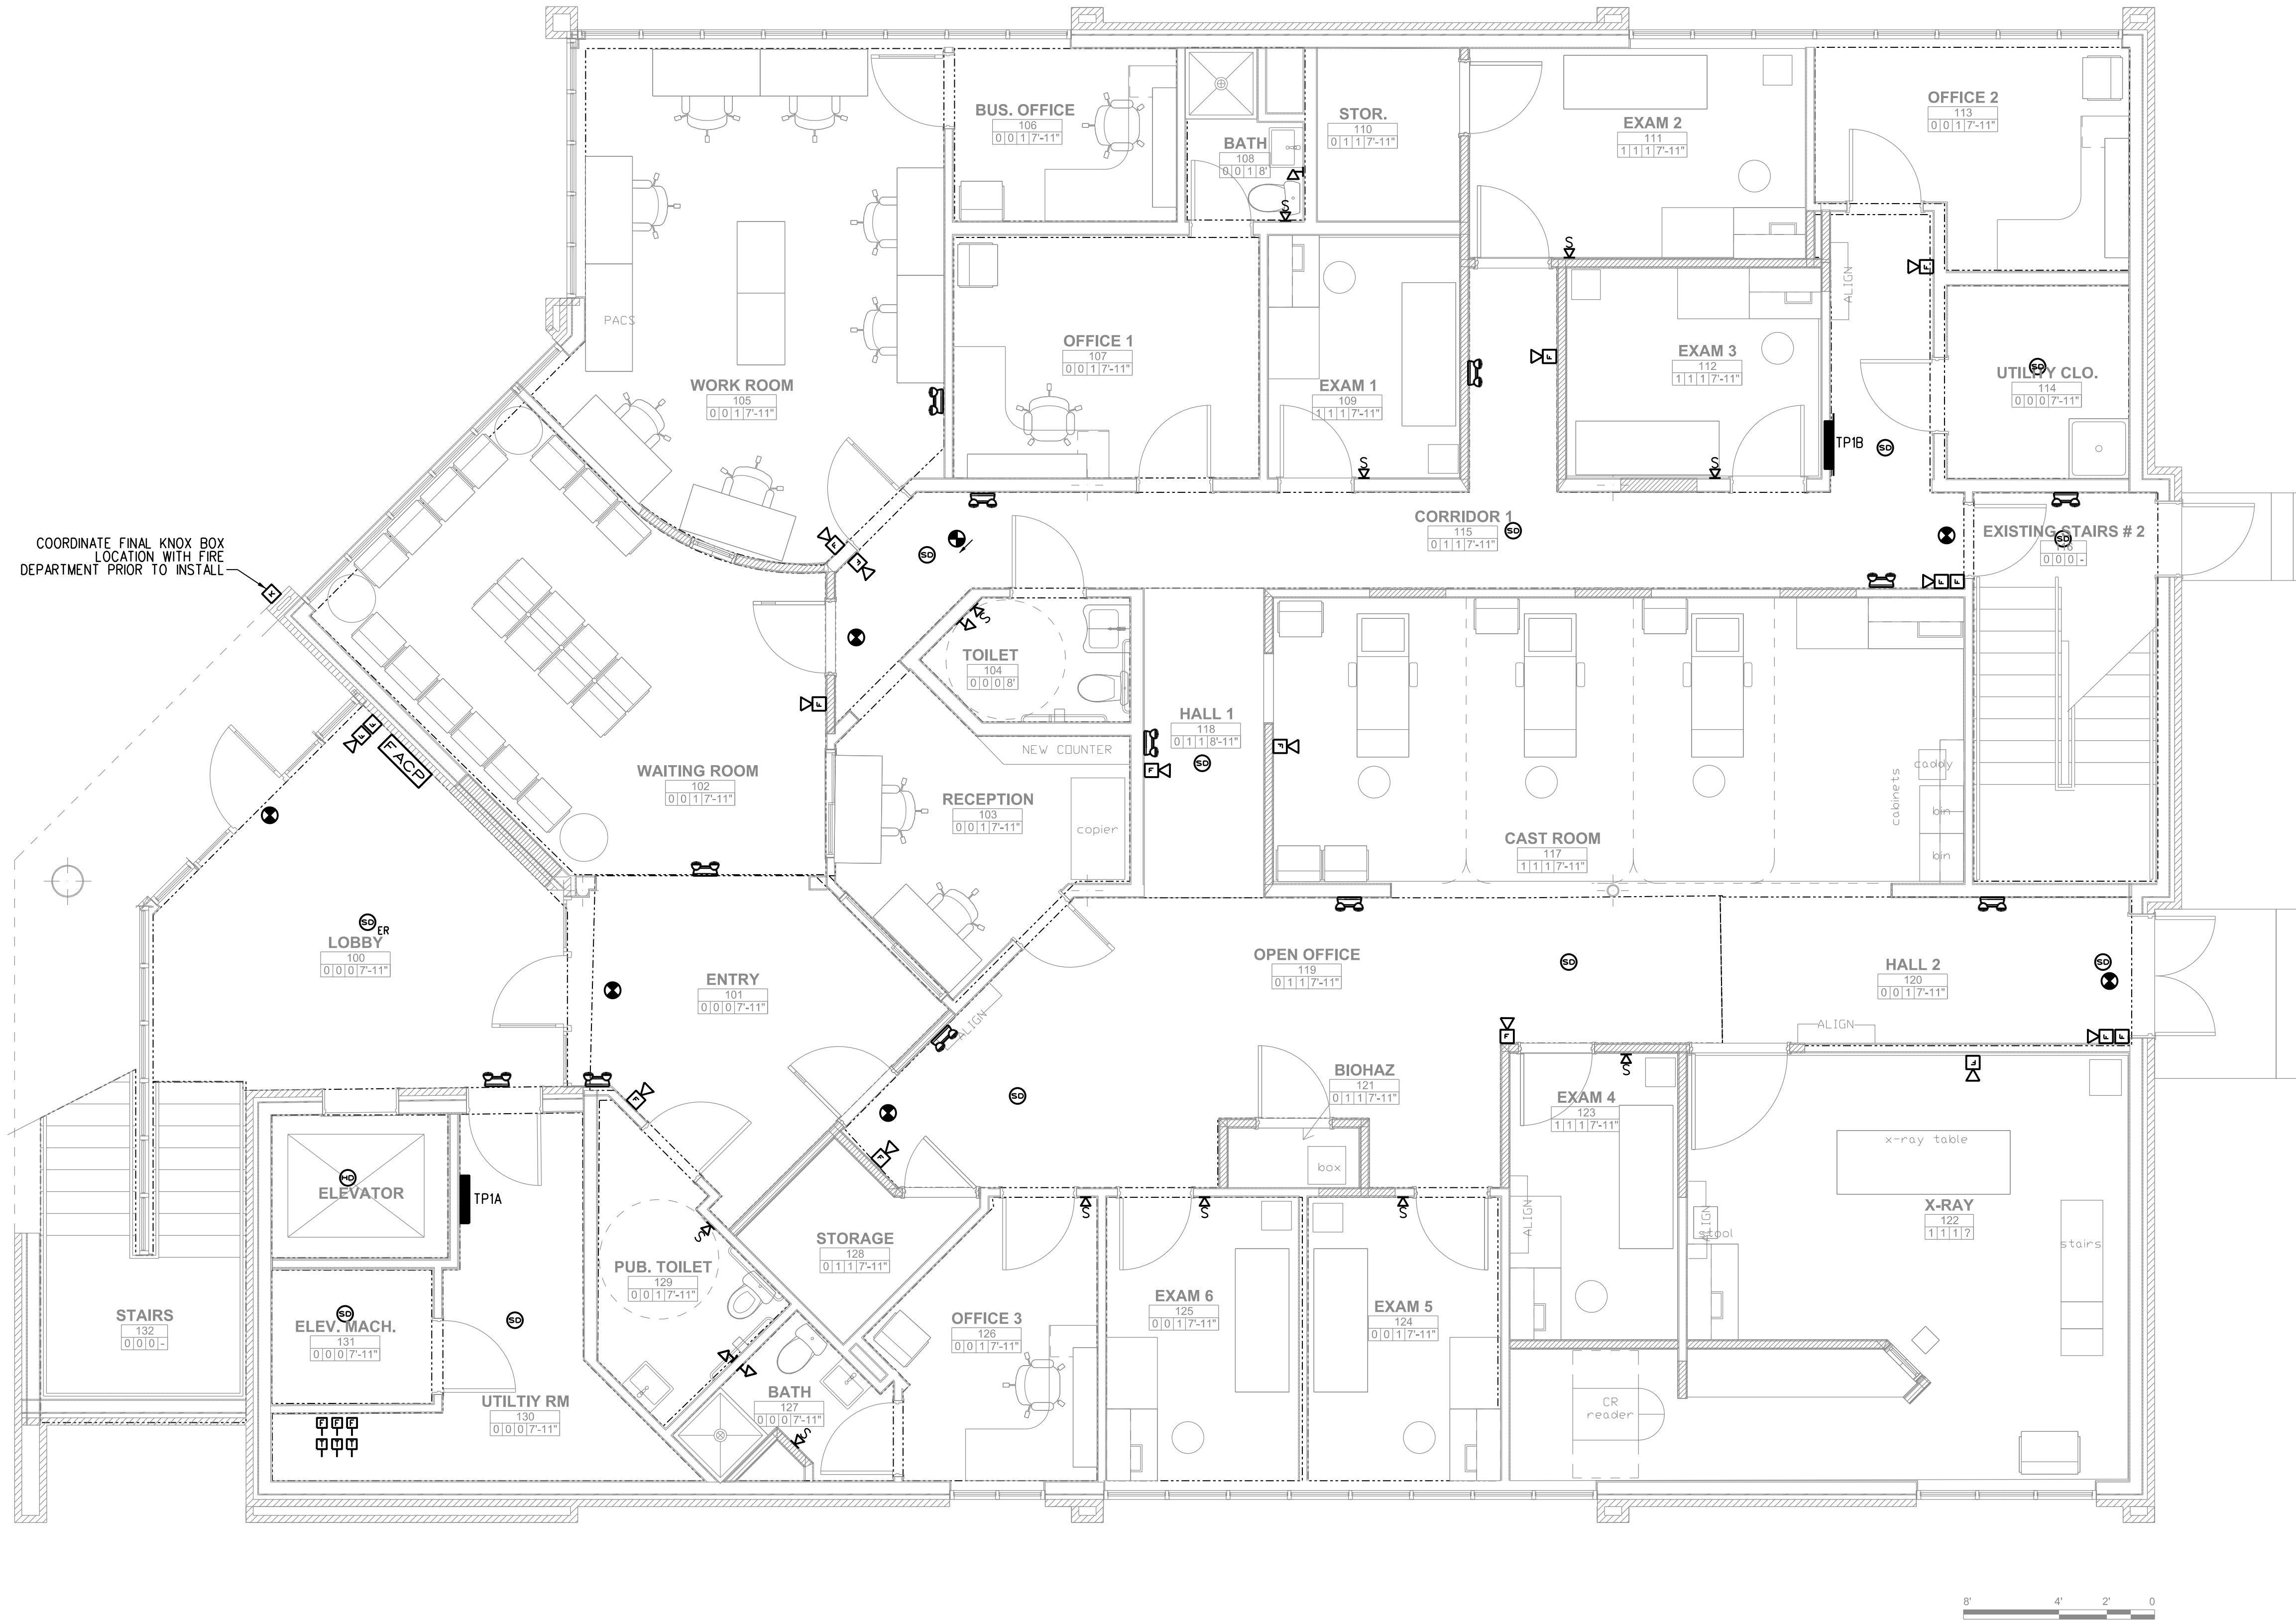 BUS. OFFICE
106
0 0 1 7'-11"
BATH
108
0 0 1 8'
STOR.
110
0 1 1 7'-11"
EXAM 2
111
1 1 1 7'-11"
OFFICE 2
113
0 0 1 7'-11"
S
S
F
ALIGN
PACS
WORK ROOM
105
0 0 1 7'-11"
OFFICE 1
107
0 0 1 7'-11"
EXAM 1
109
1 1 1 7'-11"
F
EXAM 3
112
1 1 1 7'-11"
SD
UTILITY CLO.
114
0 0 0 7'-11"
TP1B
SD
S
S
COORDINATE FINAL KNOX BOX
LOCATION WITH FIRE
DEPARTMENT PRIOR TO INSTALL
K
F
F
SD
CORRIDOR 1
115
0 1 1 7'-11"
SD
EXISTING STAIRS # 2
SD
0 0 0 -
F F
S
TOILET
104
0 0 0 8'
F
F
F
FACP
HALL 1
118
0 1 1 8'-11"
SD
F
F
NEW COUNTER
WAITING ROOM
102
0 0 1 7'-11"
RECEPTION
103
0 0 1 7'-11"
copier
CAST ROOM
117
1 1 1 7'-11"
cabinets
caddy
bin
bin
SD
ER
LOBBY
100
0 0 0 7'-11"
ENTRY
101
0 0 0 7'-11"
ALIGN
OPEN OFFICE
119
0 1 1 7'-11"
SD
HALL 2
120
0 0 1 7'-11"
SD
ALIGN
F
F F
F
S
F
SD
BIOHAZ
121
0 1 1 7'-11"
box
EXAM 4
123
1 1 1 7'-11"
x-ray table
F
HD
ELEVATOR
TP1A
S
S
S
S
ALIGN
ALIGN
stool
X-RAY
122
1 1 1 ?
stairs
STORAGE
128
0 1 1 7'-11"
PUB. TOILET
129
0 0 1 7'-11"
STAIRS
132
0 0 0 -
SD
ELEV. MACH.
131
0 0 0 7'-11"
SD
OFFICE 3
126
0 0 1 7'-11"
EXAM 6
125
0 0 1 7'-11"
EXAM 5
124
0 0 1 7'-11"
UTILTIY RM
130
0 0 0 7'-11"
F F F
T T T
BATH
127
0 0 0 7'-11"
S
CR
reader
8' 4' 2' 0